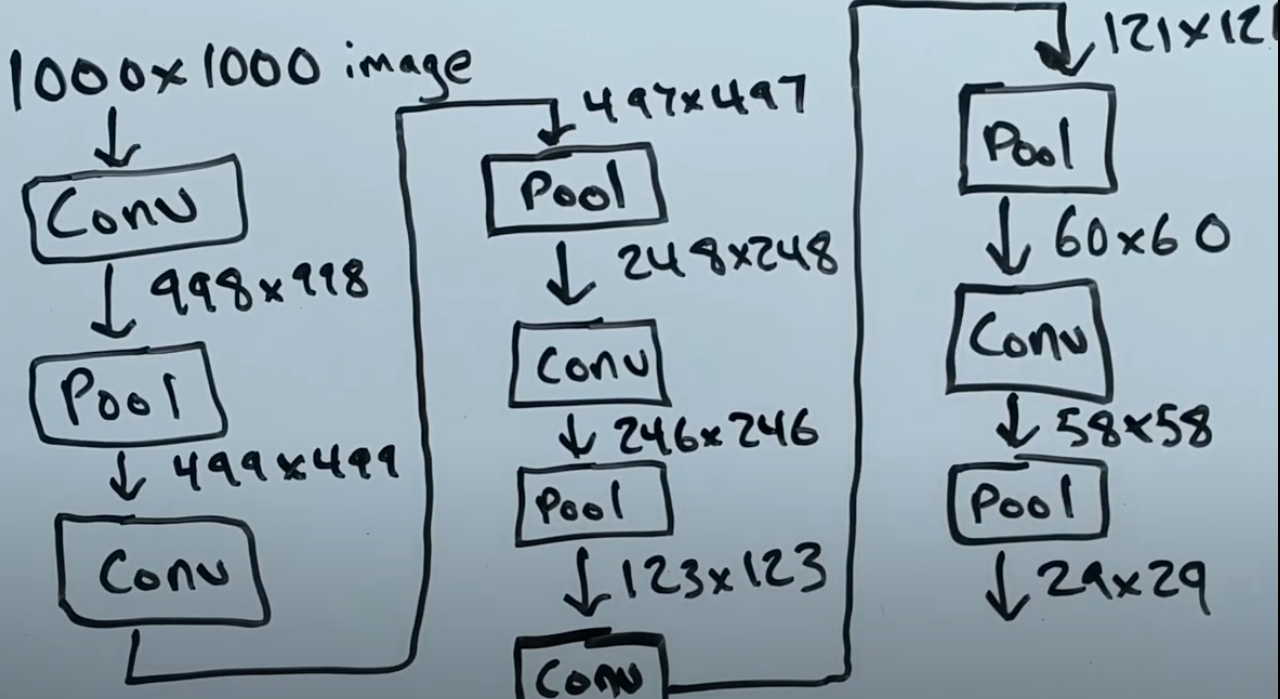 1000x1000 image
Conv
998x998
Pool
499x499
Conv
497x497
Pool
248x248
Conv
246x246
Pool
123x123
Conv
121x121
Pool
60x60
Conv
58x58
Pool
29x29